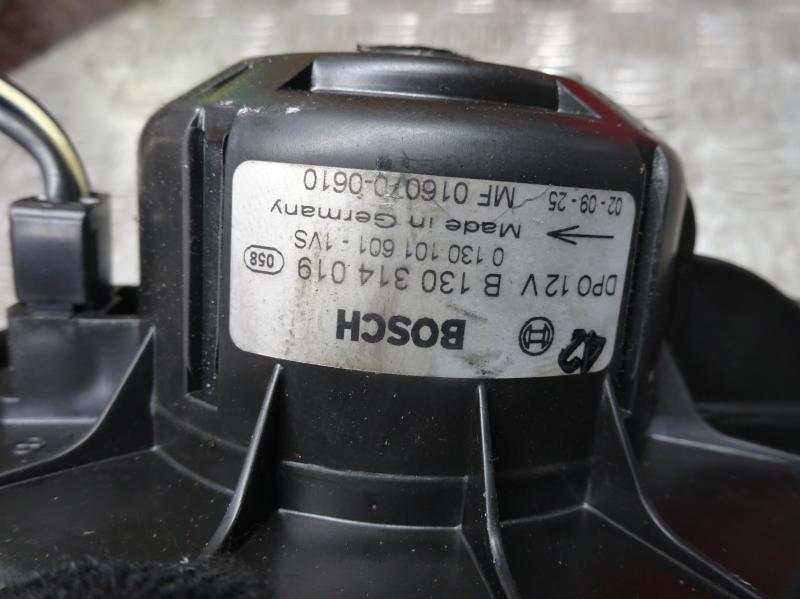 42 BOSCH
DPO 12 V B 130 314 019 058
0 130 101 601 - 1VS
Made in Germany
02 - 09 - 25 MF 016070-0610